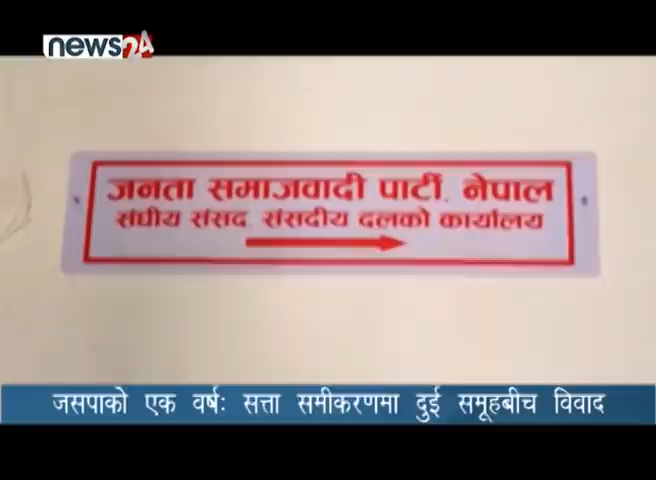 news24
जनता समाजवादी पार्टी, नेपाल
संघीय संसद, संसदीय दलको कार्यालय
जसपाको एक वर्षः सत्ता समीकरणमा दुई समूहबीच विवाद